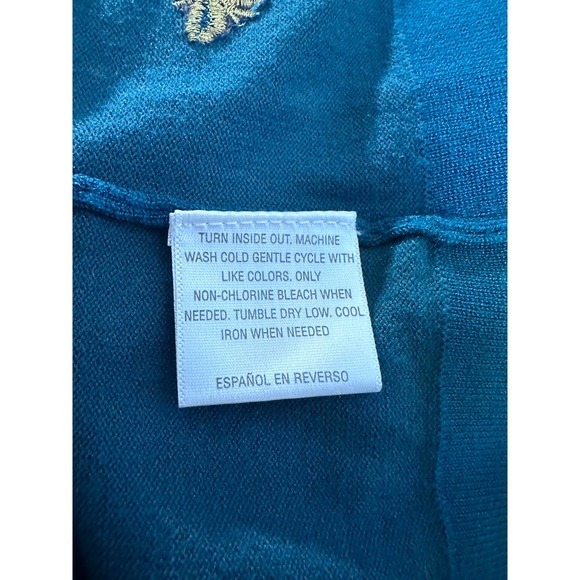 TURN INSIDE OUT. MACHINE
WASH COLD GENTLE CYCLE WITH
LIKE COLORS. ONLY
NON-CHLORINE BLEACH WHEN
NEEDED. TUMBLE DRY LOW. COOL
IRON WHEN NEEDED
ESPAÑOL EN REVERSO